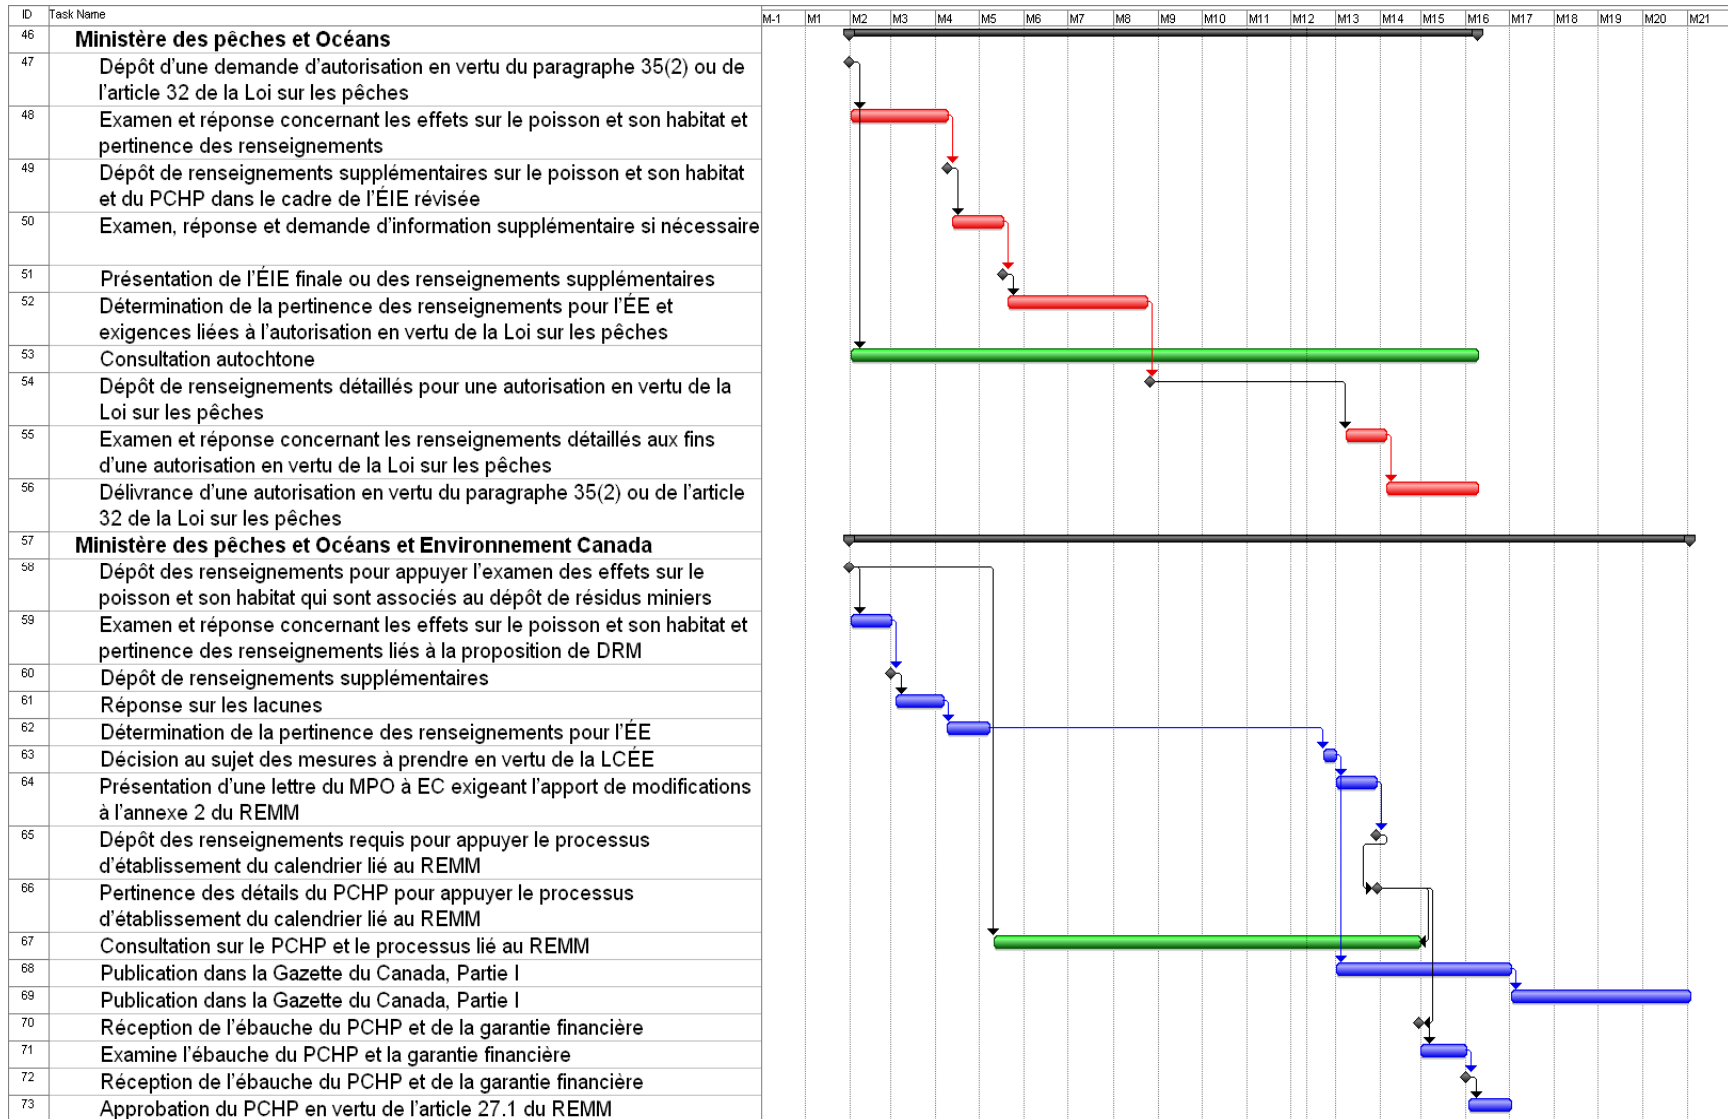 ID Task Name M-1 M1 M2 M3 M4 M5 M6 M7 M8 M9 M10 M11 M12 M13 M14 M15 M16 M17 M18 M19 M20 M21
46 Ministère des pêches et Océans
47 Dépôt d'une demande d'autorisation en vertu du paragraphe 35(2) ou de
l'article 32 de la Loi sur les pêches
48 Examen et réponse concernant les effets sur le poisson et son habitat et
pertinence des renseignements
49 Dépôt de renseignements supplémentaires sur le poisson et son habitat
et du PCHP dans le cadre de l'ÉIE révisée
50 Examen, réponse et demande d'information supplémentaire si nécessaire
51 Présentation de l'ÉIE finale ou des renseignements supplémentaires
52 Détermination de la pertinence des renseignements pour l'ÉE et
exigences liées à l'autorisation en vertu de la Loi sur les pêches
53 Consultation autochtone
54 Dépôt de renseignements détaillés pour une autorisation en vertu de la
Loi sur les pêches
55 Examen et réponse concernant les renseignements détaillés aux fins
d'une autorisation en vertu de la Loi sur les pêches
56 Délivrance d'une autorisation en vertu du paragraphe 35(2) ou de l'article
32 de la Loi sur les pêches
57 Ministère des pêches et Océans et Environnement Canada
58 Dépôt des renseignements pour appuyer l'examen des effets sur le
poisson et son habitat qui sont associés au dépôt de résidus miniers
59 Examen et réponse concernant les effets sur le poisson et son habitat et
pertinence des renseignements liés à la proposition de DRM
60 Dépôt de renseignements supplémentaires
61 Réponse sur les lacunes
62 Détermination de la pertinence des renseignements pour l'ÉE
63 Décision au sujet des mesures à prendre en vertu de la LCÉE
64 Présentation d'une lettre du MPO à EC exigeant l'apport de modifications
à l'annexe 2 du REMM
65 Dépôt des renseignements requis pour appuyer le processus
d'établissement du calendrier lié au REMM
66 Pertinence des détails du PCHP pour appuyer le processus
d'établissement du calendrier lié au REMM
67 Consultation sur le PCHP et le processus lié au REMM
68 Publication dans la Gazette du Canada, Partie I
69 Publication dans la Gazette du Canada, Partie I
70 Réception de l'ébauche du PCHP et de la garantie financière
71 Examine l'ébauche du PCHP et la garantie financière
72 Réception de l'ébauche du PCHP et de la garantie financière
73 Approbation du PCHP en vertu de l'article 27.1 du REMM